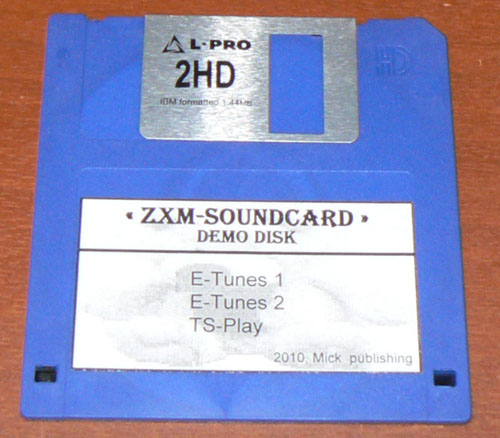 L-PRO
2HD
IBM formatted 1.44MB
HD
« ZXM-SOUNDCARD »
DEMO DISK
E-Tunes 1
E-Tunes 2
TS-Play
2010 Mick publishing